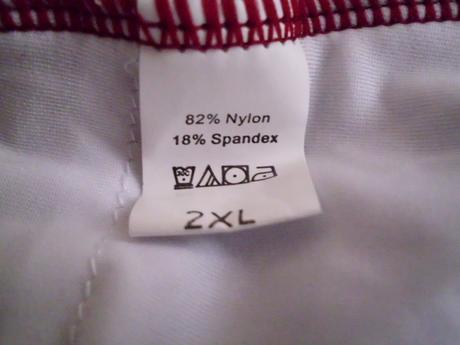 82% Nylon
18% Spandex
2XL